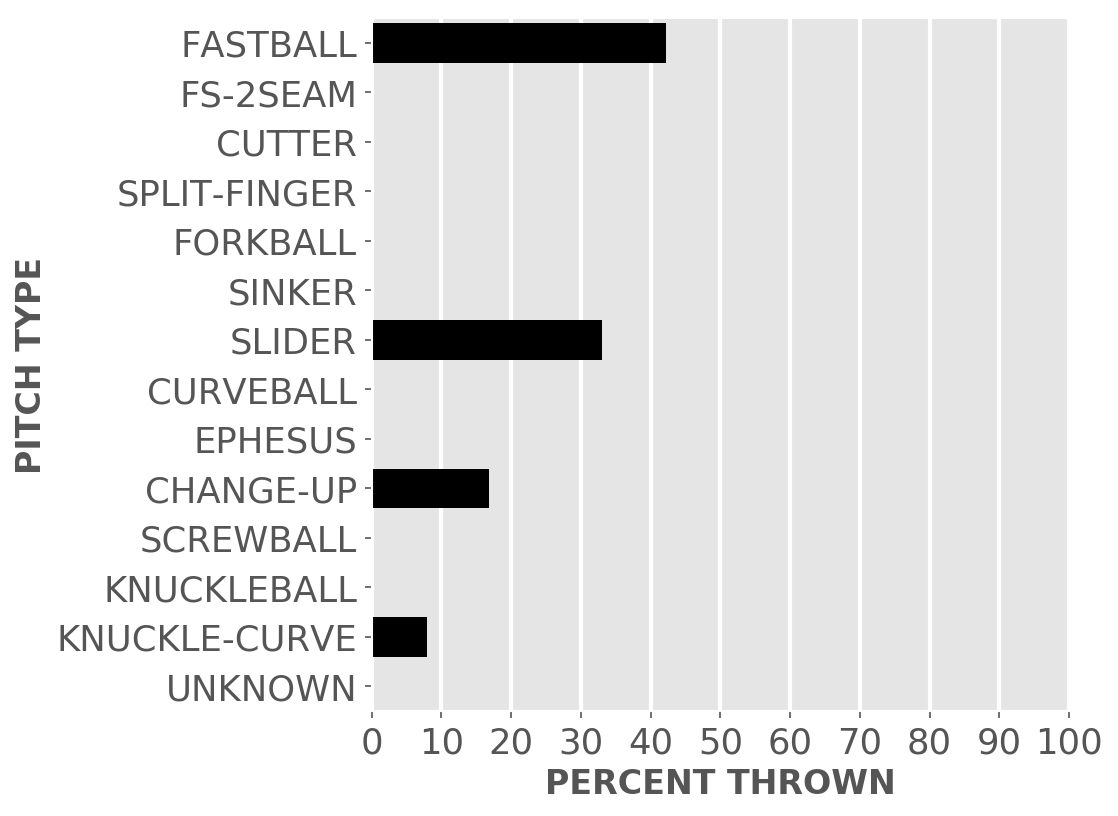 FASTBALL
FS-2SEAM
CUTTER
SPLIT-FINGER
FORKBALL
SINKER
SLIDER
CURVEBALL
EPHESUS
CHANGE-UP
SCREWBALL
KNUCKLEBALL
KNUCKLE-CURVE
UNKNOWN
PITCH TYPE
0 10 20 30 40 50 60 70 80 90 100
PERCENT THROWN